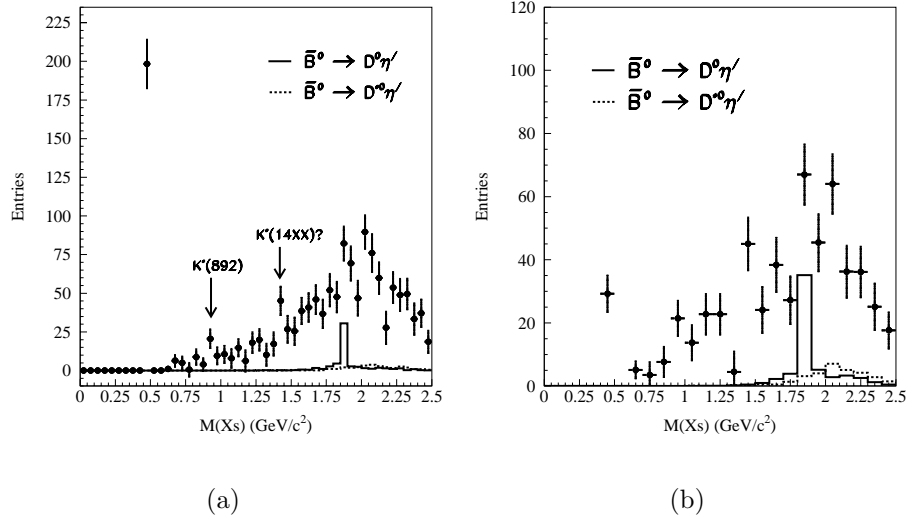 225
200
175
150
125
100
75
50
25
0
Entries
B̄⁰ → D⁰η′
B̄⁰ → D*⁰η′
K*(892)
K*(14XX)?
0 0.25 0.5 0.75 1 1.25 1.5 1.75 2 2.25 2.5
M(Xs) (GeV/c²)
(a)
120
100
80
60
40
20
0
Entries
B̄⁰ → D⁰η′
B̄⁰ → D*⁰η′
0 0.25 0.5 0.75 1 1.25 1.5 1.75 2 2.25 2.5
M(Xs) (GeV/c²)
(b)